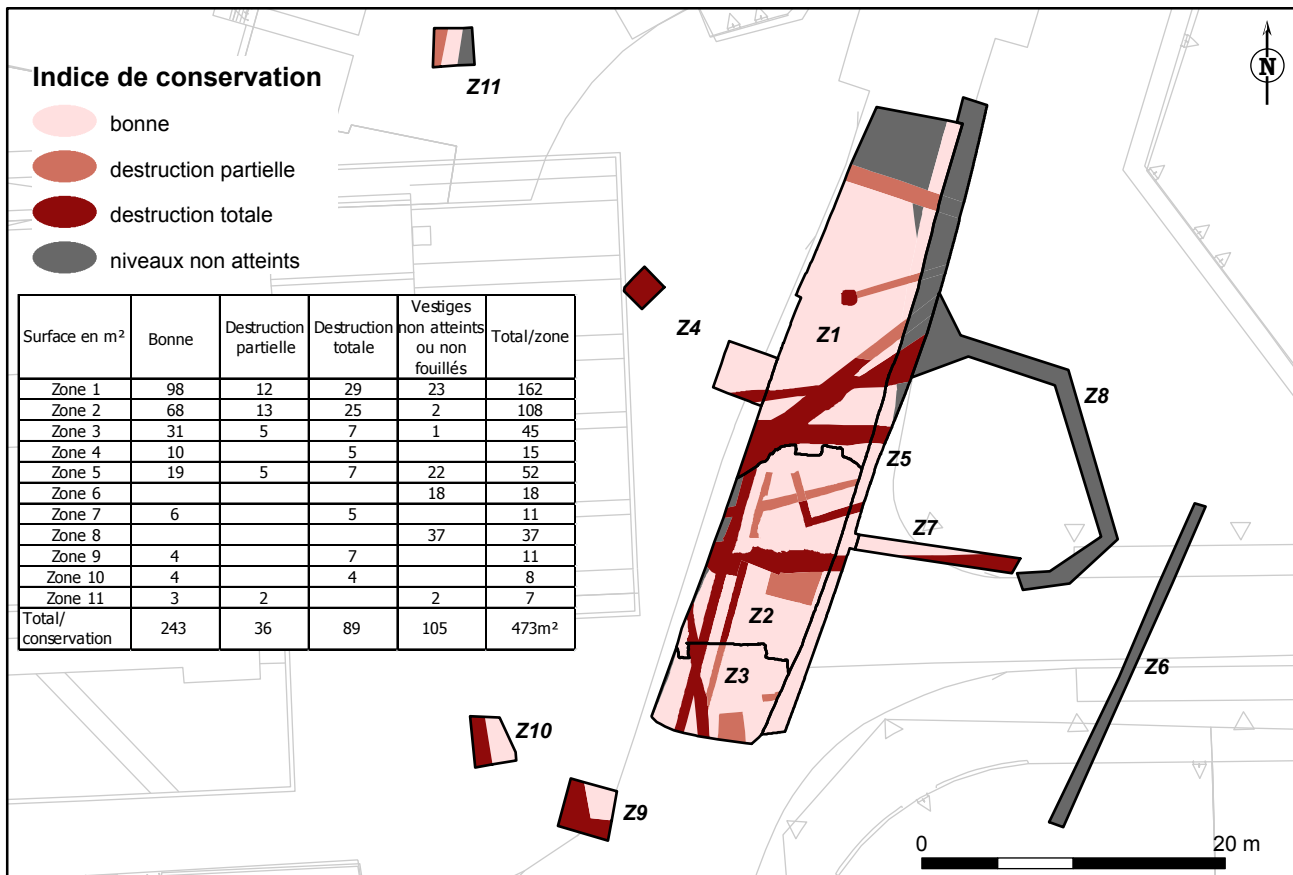 Indice de conservation
bonne
destruction partielle
destruction totale
niveaux non atteints
Surface en m² Bonne Destruction partielle Destruction totale Vestiges non atteints ou non fouillés Total/zone
Zone 1 98 12 29 23 162
Zone 2 68 13 25 2 108
Zone 3 31 5 7 1 45
Zone 4 10 5 15
Zone 5 19 5 7 22 52
Zone 6 18 18
Zone 7 6 5 11
Zone 8 37 37
Zone 9 4 7 11
Zone 10 4 4 8
Zone 11 3 2 2 7
Total/ conservation 243 36 89 105 473m²
N
Z11
Z4
Z1
Z8
Z5
Z7
Z2
Z3
Z6
Z10
Z9
0 20 m